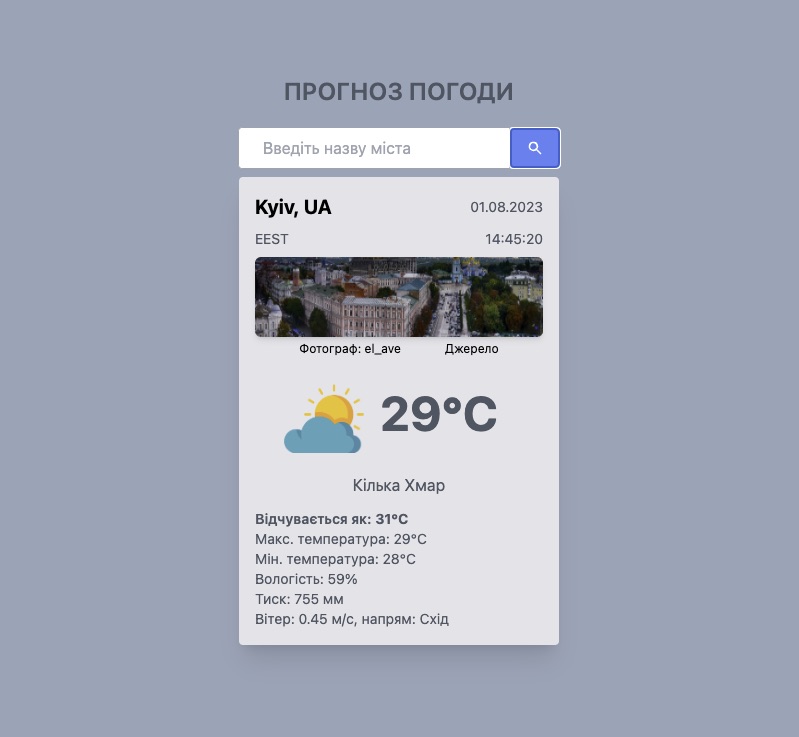 ПРОГНОЗ ПОГОДИ
Введіть назву міста
Kyiv, UA 01.08.2023
EEST 14:45:20
Фотограф: el_ave Джерело
29°C
Кілька Хмар
Відчувається як: 31°C
Макс. температура: 29°C
Мін. температура: 28°C
Вологість: 59%
Тиск: 755 мм
Вітер: 0.45 м/с, напрям: Схід